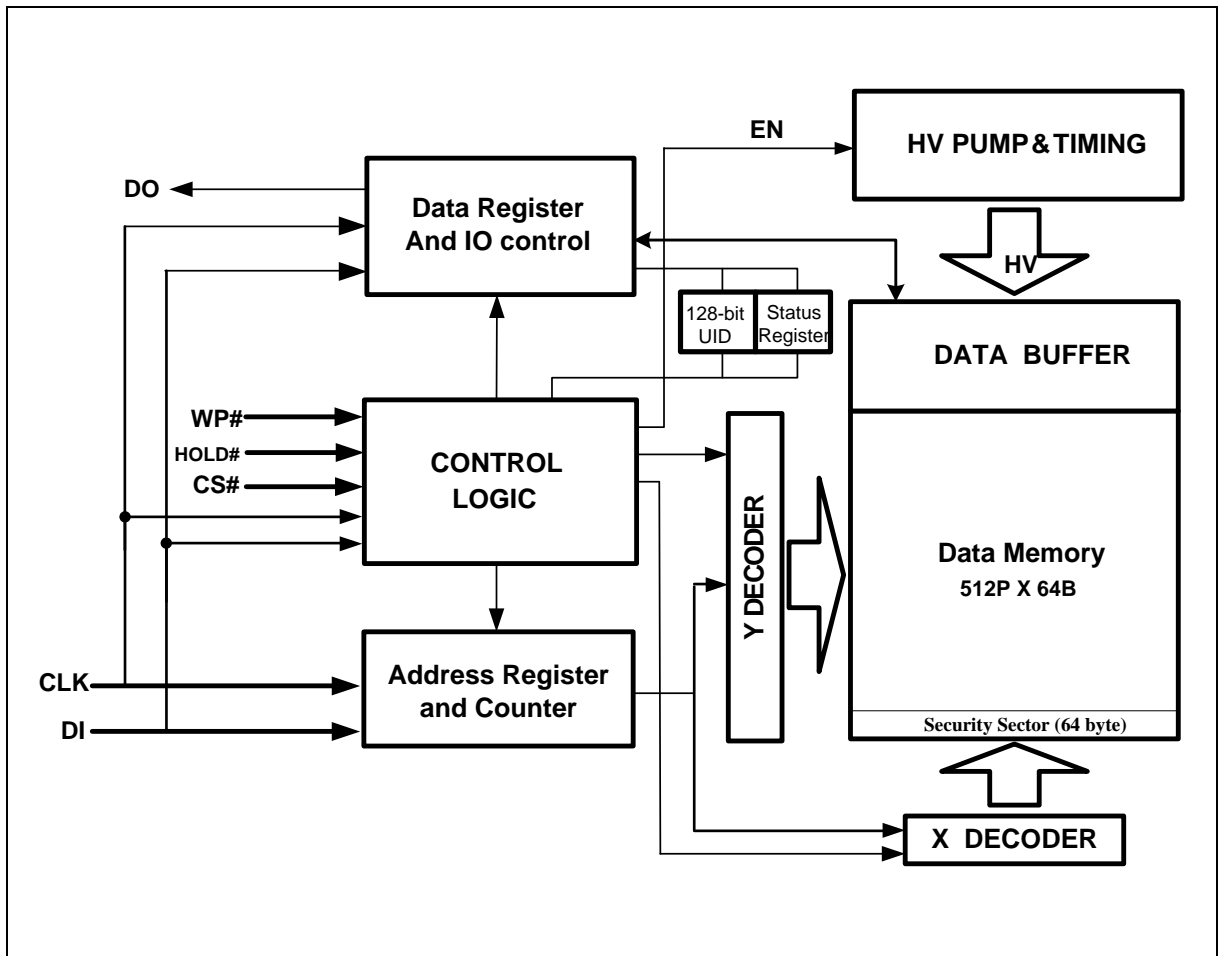 EN
HV PUMP & TIMING
DO
Data Register
And IO control
HV
128-bit
UID
Status
Register
DATA BUFFER
WP#
HOLD#
CS#
CONTROL
LOGIC
Y DECODER
Data Memory
512P X 64B
CLK
DI
Address Register
and Counter
Security Sector (64 byte)
X DECODER